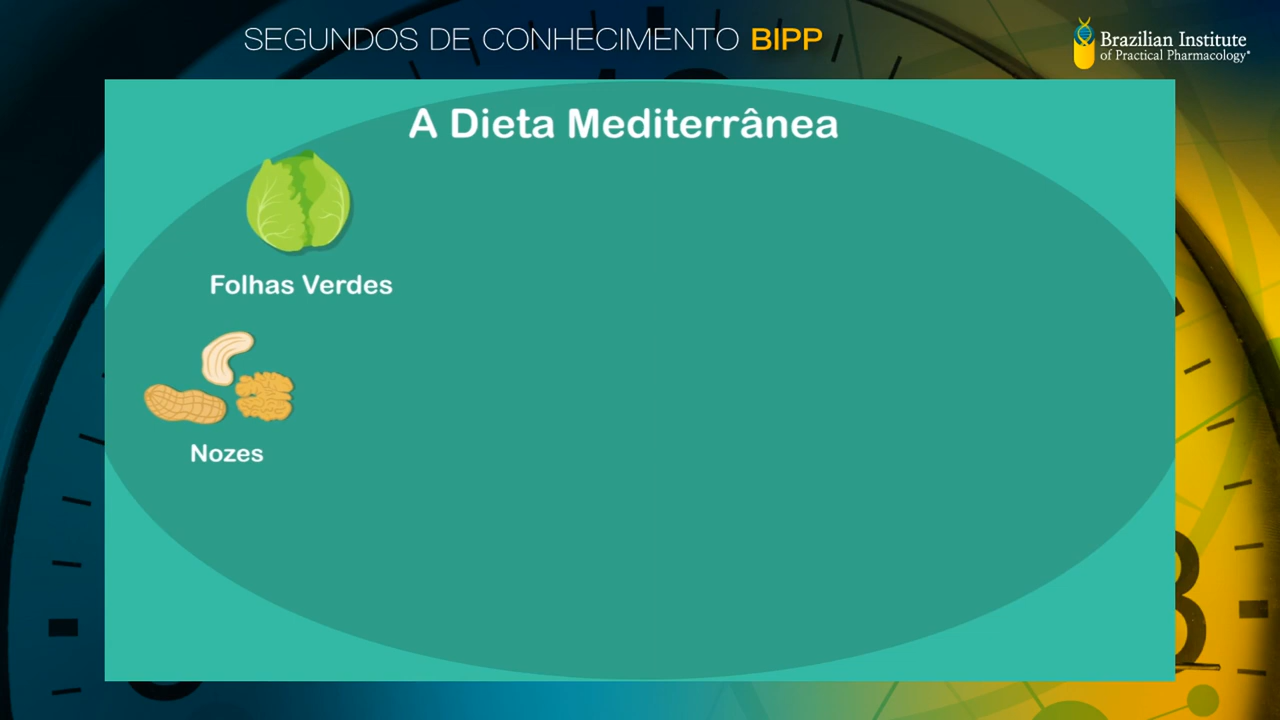 SEGUNDOS DE CONHECIMENTO BIPP
Brazilian Institute
of Practical Pharmacology®
A Dieta Mediterrânea
Folhas Verdes
Nozes